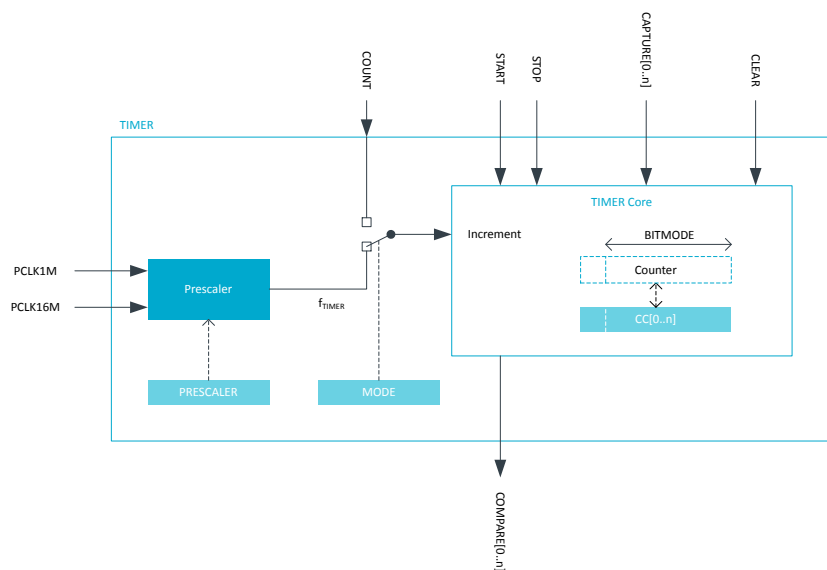 COUNT
START
STOP
CAPTURE[0..n]
CLEAR
TIMER
TIMER Core
Increment
BITMODE
Counter
CC[0..n]
PCLK1M
PCLK16M
Prescaler
fTIMER
PRESCALER
MODE
COMPARE[0..n]